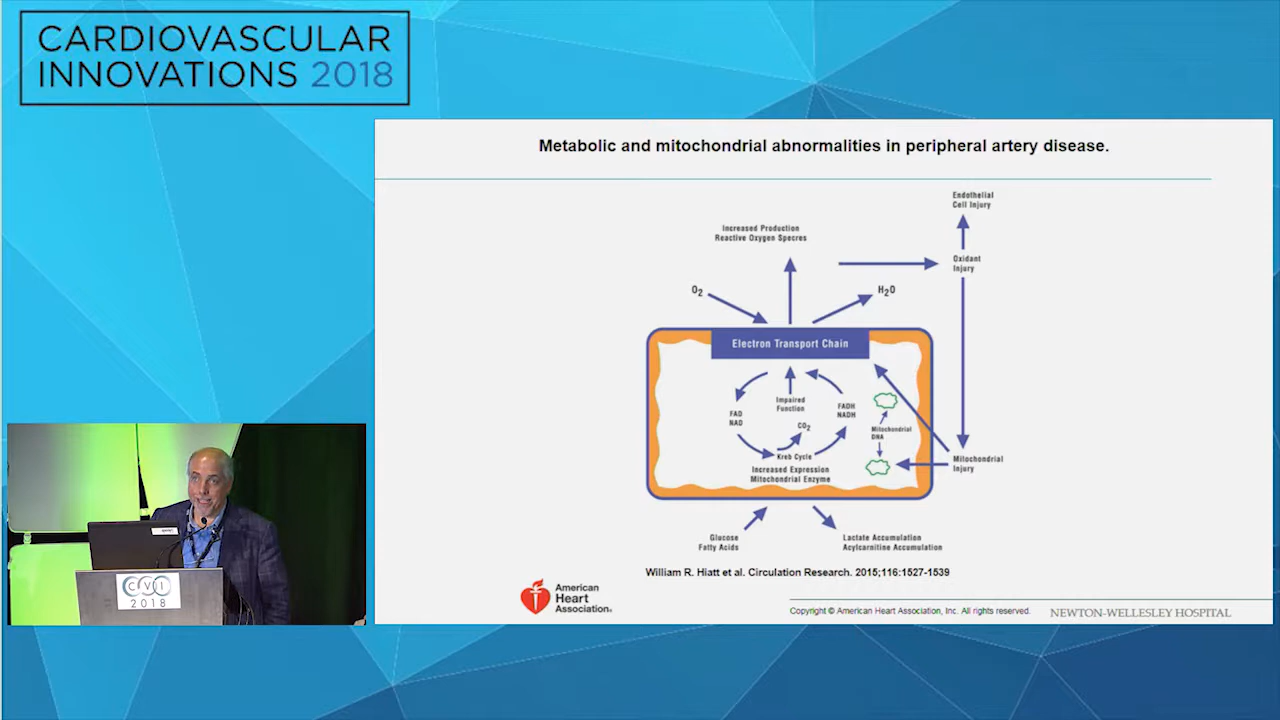 CARDIOVASCULAR
INNOVATIONS 2018
Metabolic and mitochondrial abnormalities in peripheral artery disease.
Endothelial
Cell Injury
Increased Production
Reactive Oxygen Specres
Oxidant
Injury
O2
H2O
Electron Transport Chain
Impaired
Function
FAD
NAD
FADH
NADH
CO2
Mitochondrial
DNA
Kreb Cycle
Increased Expression
Mitochondrial Enzyme
Mitochondrial
Injury
Glucose
Fatty Acids
Lactate Accumulation
Acylcarnitine Accumulation
William R. Hiatt et al. Circulation Research. 2015;116:1527-1539
American
Heart
Association®
Copyright © American Heart Association, Inc. All rights reserved.
NEWTON-WELLESLEY HOSPITAL
CVI
2018